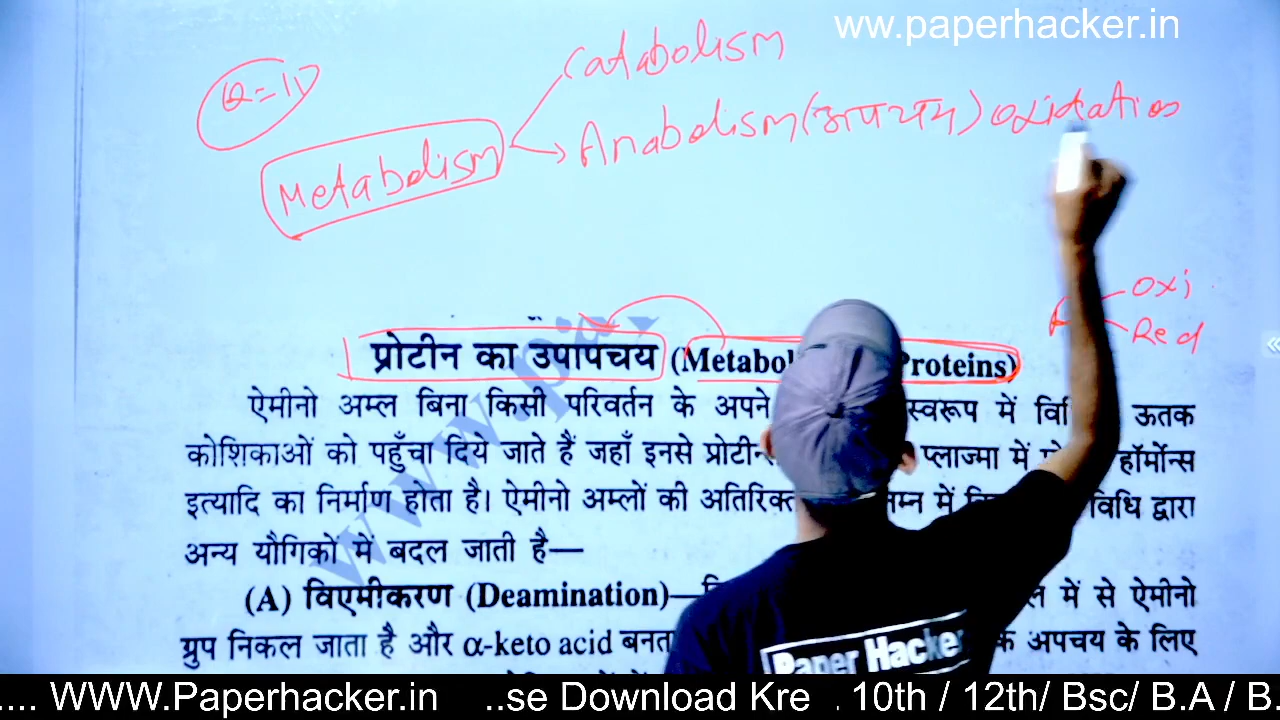 www.paperhacker.in
Q=1)
Catabolism
Metabolism
Anabolism (अपचय) oxidation
Oxi
Red
प्रोटीन का उपापचय (Metabol Proteins)
ऐमीनो अम्ल बिना किसी परिवर्तन के अपने स्वरूप में ऊतक
कोशिकाओं को पहुँचा दिये जाते हैं जहाँ इनसे प्लाज्मा में हॉर्मोन्स
इत्यादि का निर्माण होता है। ऐमीनो अम्लों की अतिरिक्त में विधि द्वारा
अन्य यौगिकों में बदल जाती है—
(A) विएमीकरण (Deamination)— में से ऐमीनो
ग्रुप निकल जाता है और α-keto acid बनता अपचय के लिए
Paper Hacker
.... WWW.Paperhacker.in ..se Download Kre . 10th / 12th/ Bsc/ B.A / B.